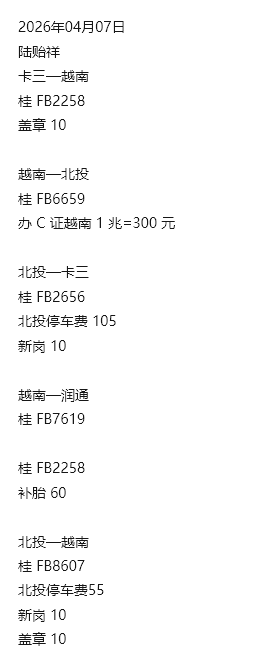 2026年04月07日
陆贻祥
卡三—越南
桂 FB2258
盖章 10
越南—北投
桂 FB6659
办 C 证越南 1 兆=300 元
北投—卡三
桂 FB2656
北投停车费 105
新岗 10
越南—润通
桂 FB7619
桂 FB2258
补胎 60
北投—越南
桂 FB8607
北投停车费55
新岗 10
盖章 10